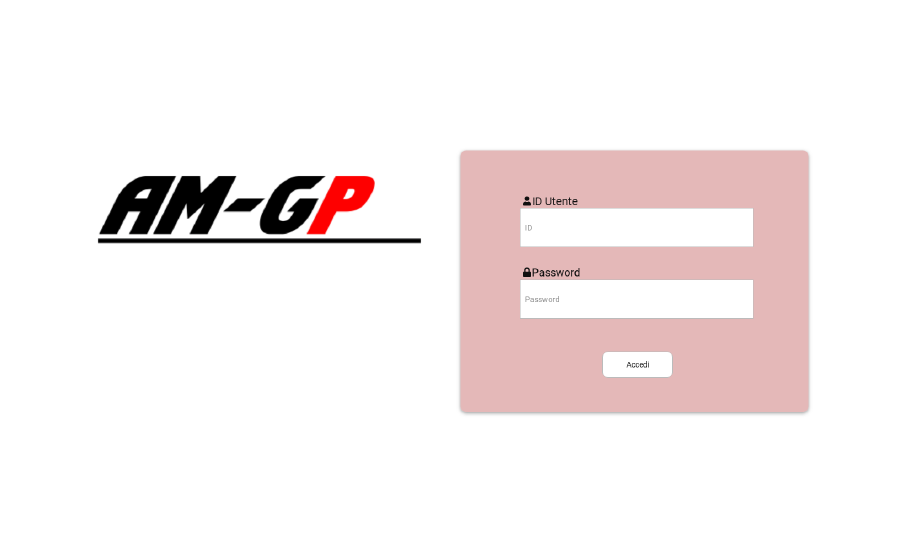 AM-GP
ID Utente
ID
Password
Password
Accedi